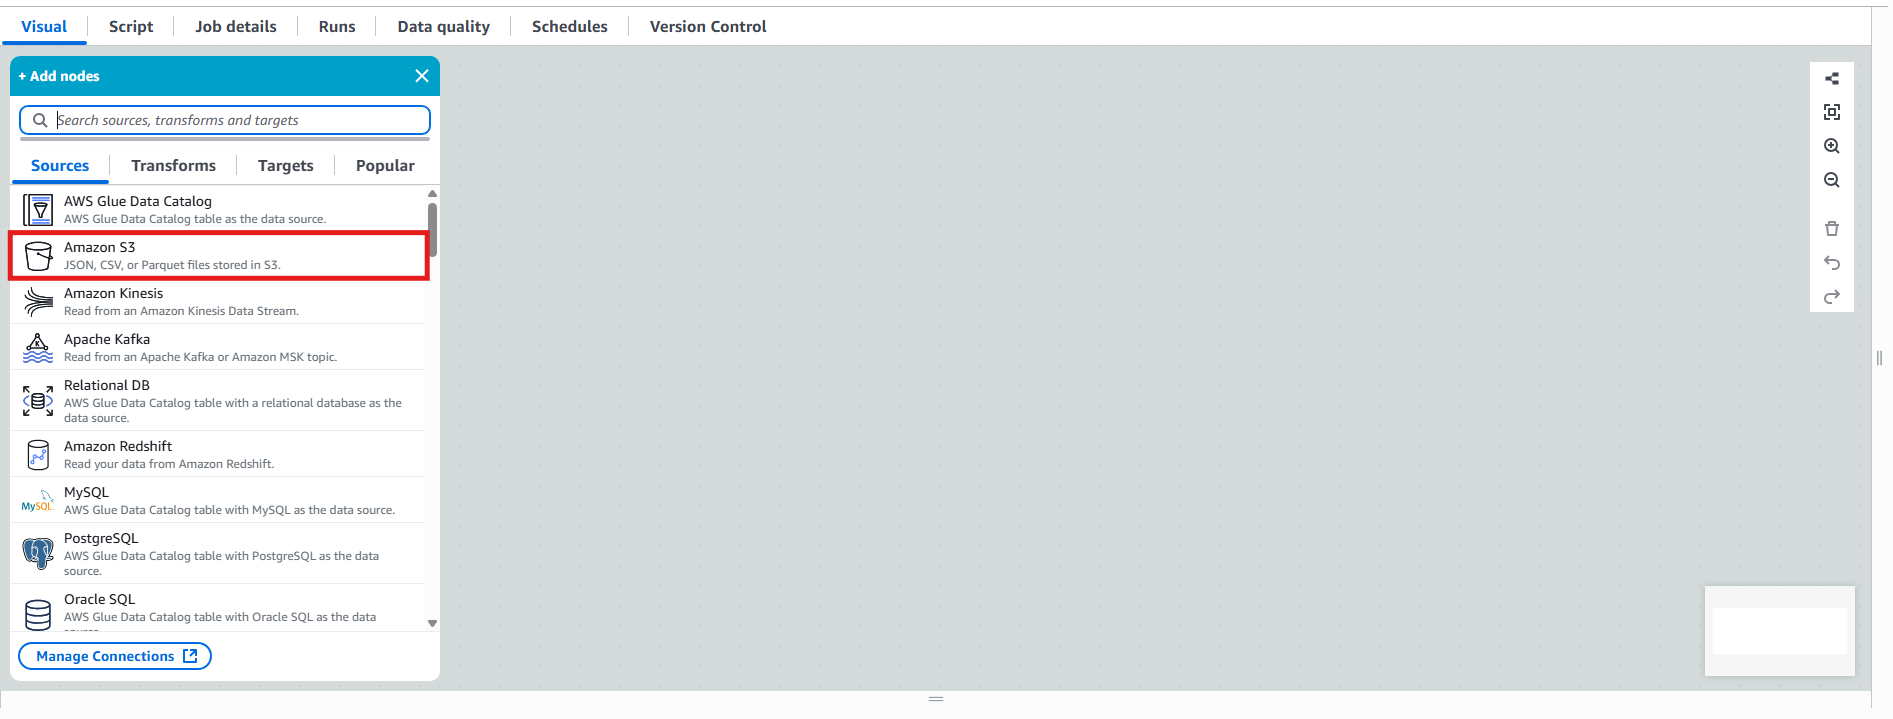 Visual
Script
Job details
Runs
Data quality
Schedules
Version Control
+ Add nodes
Search sources, transforms and targets
Sources
Transforms
Targets
Popular
AWS Glue Data Catalog
AWS Glue Data Catalog table as the data source.
Amazon S3
JSON, CSV, or Parquet files stored in S3.
Amazon Kinesis
Read from an Amazon Kinesis Data Stream.
Apache Kafka
Read from an Apache Kafka or Amazon MSK topic.
Relational DB
AWS Glue Data Catalog table with a relational database as the
data source.
Amazon Redshift
Read your data from Amazon Redshift.
MySQL
MySQL
AWS Glue Data Catalog table with MySQL as the data source.
PostgreSQL
AWS Glue Data Catalog table with PostgreSQL as the data
source.
Oracle SQL
AWS Glue Data Catalog table with Oracle SQL as the data
Manage Connections